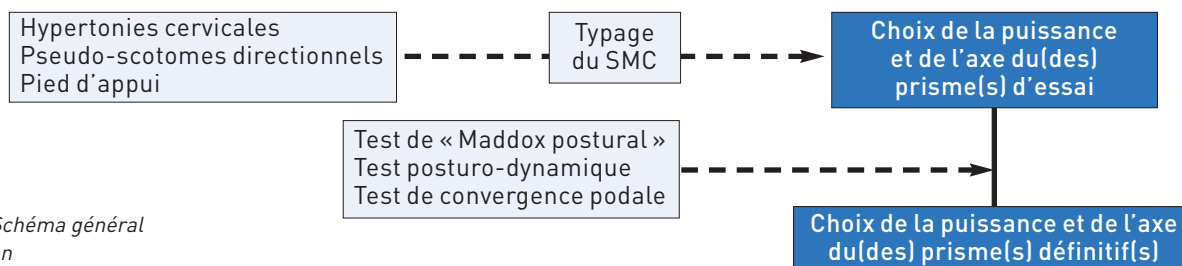 Hypertonies cervicales
Pseudo-scotomes directionnels
Pied d'appui
Typage
du SMC
Choix de la puissance
et de l'axe du(des)
prisme(s) d'essai
Test de « Maddox postural »
Test posturo-dynamique
Test de convergence podale
Schéma général
Choix de la puissance et de l'axe
du(des) prisme(s) définitif(s)